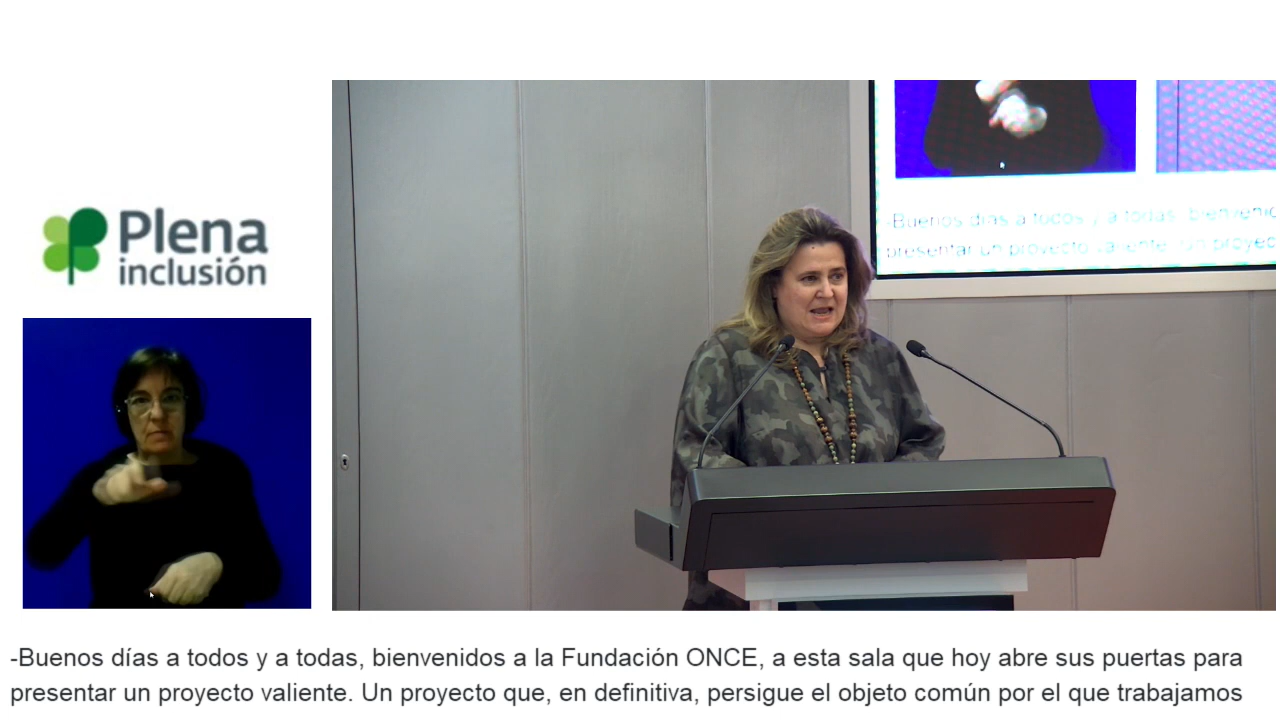 Plena
inclusión
-Buenos días a todos y a todas, bienvenic
presentar un proyecto valiente. Un proyec
-Buenos días a todos y a todas, bienvenidos a la Fundación ONCE, a esta sala que hoy abre sus puertas para
presentar un proyecto valiente. Un proyecto que, en definitiva, persigue el objeto común por el que trabajamos